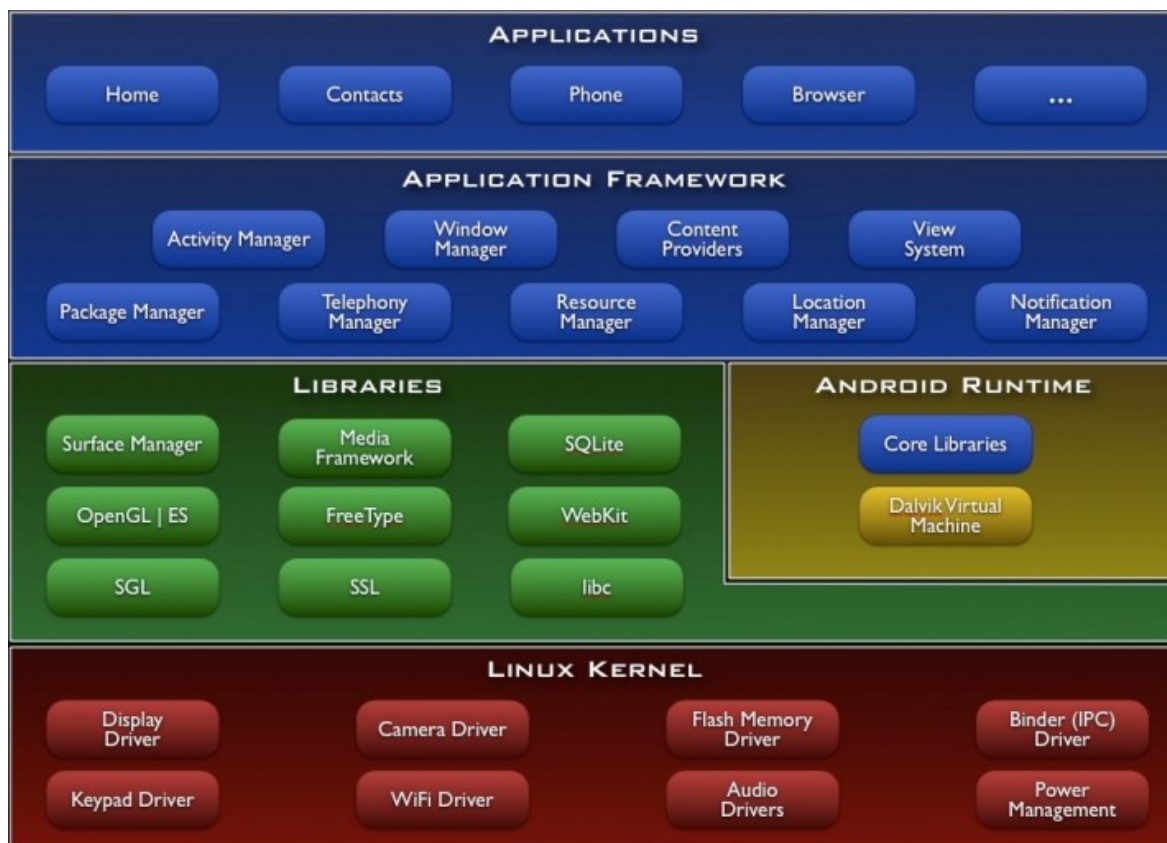 APPLICATIONS
Home
Contacts
Phone
Browser
...
APPLICATION FRAMEWORK
Activity Manager
Window
Manager
Content
Providers
View
System
Package Manager
Telephony
Manager
Resource
Manager
Location
Manager
Notification
Manager
LIBRARIES
Surface Manager
Media
Framework
SQLite
OpenGL | ES
FreeType
WebKit
SGL
SSL
libc
ANDROID RUNTIME
Core Libraries
Dalvik Virtual
Machine
LINUX KERNEL
Display
Driver
Camera Driver
Flash Memory
Driver
Binder (IPC)
Driver
Keypad Driver
WiFi Driver
Audio
Drivers
Power
Management